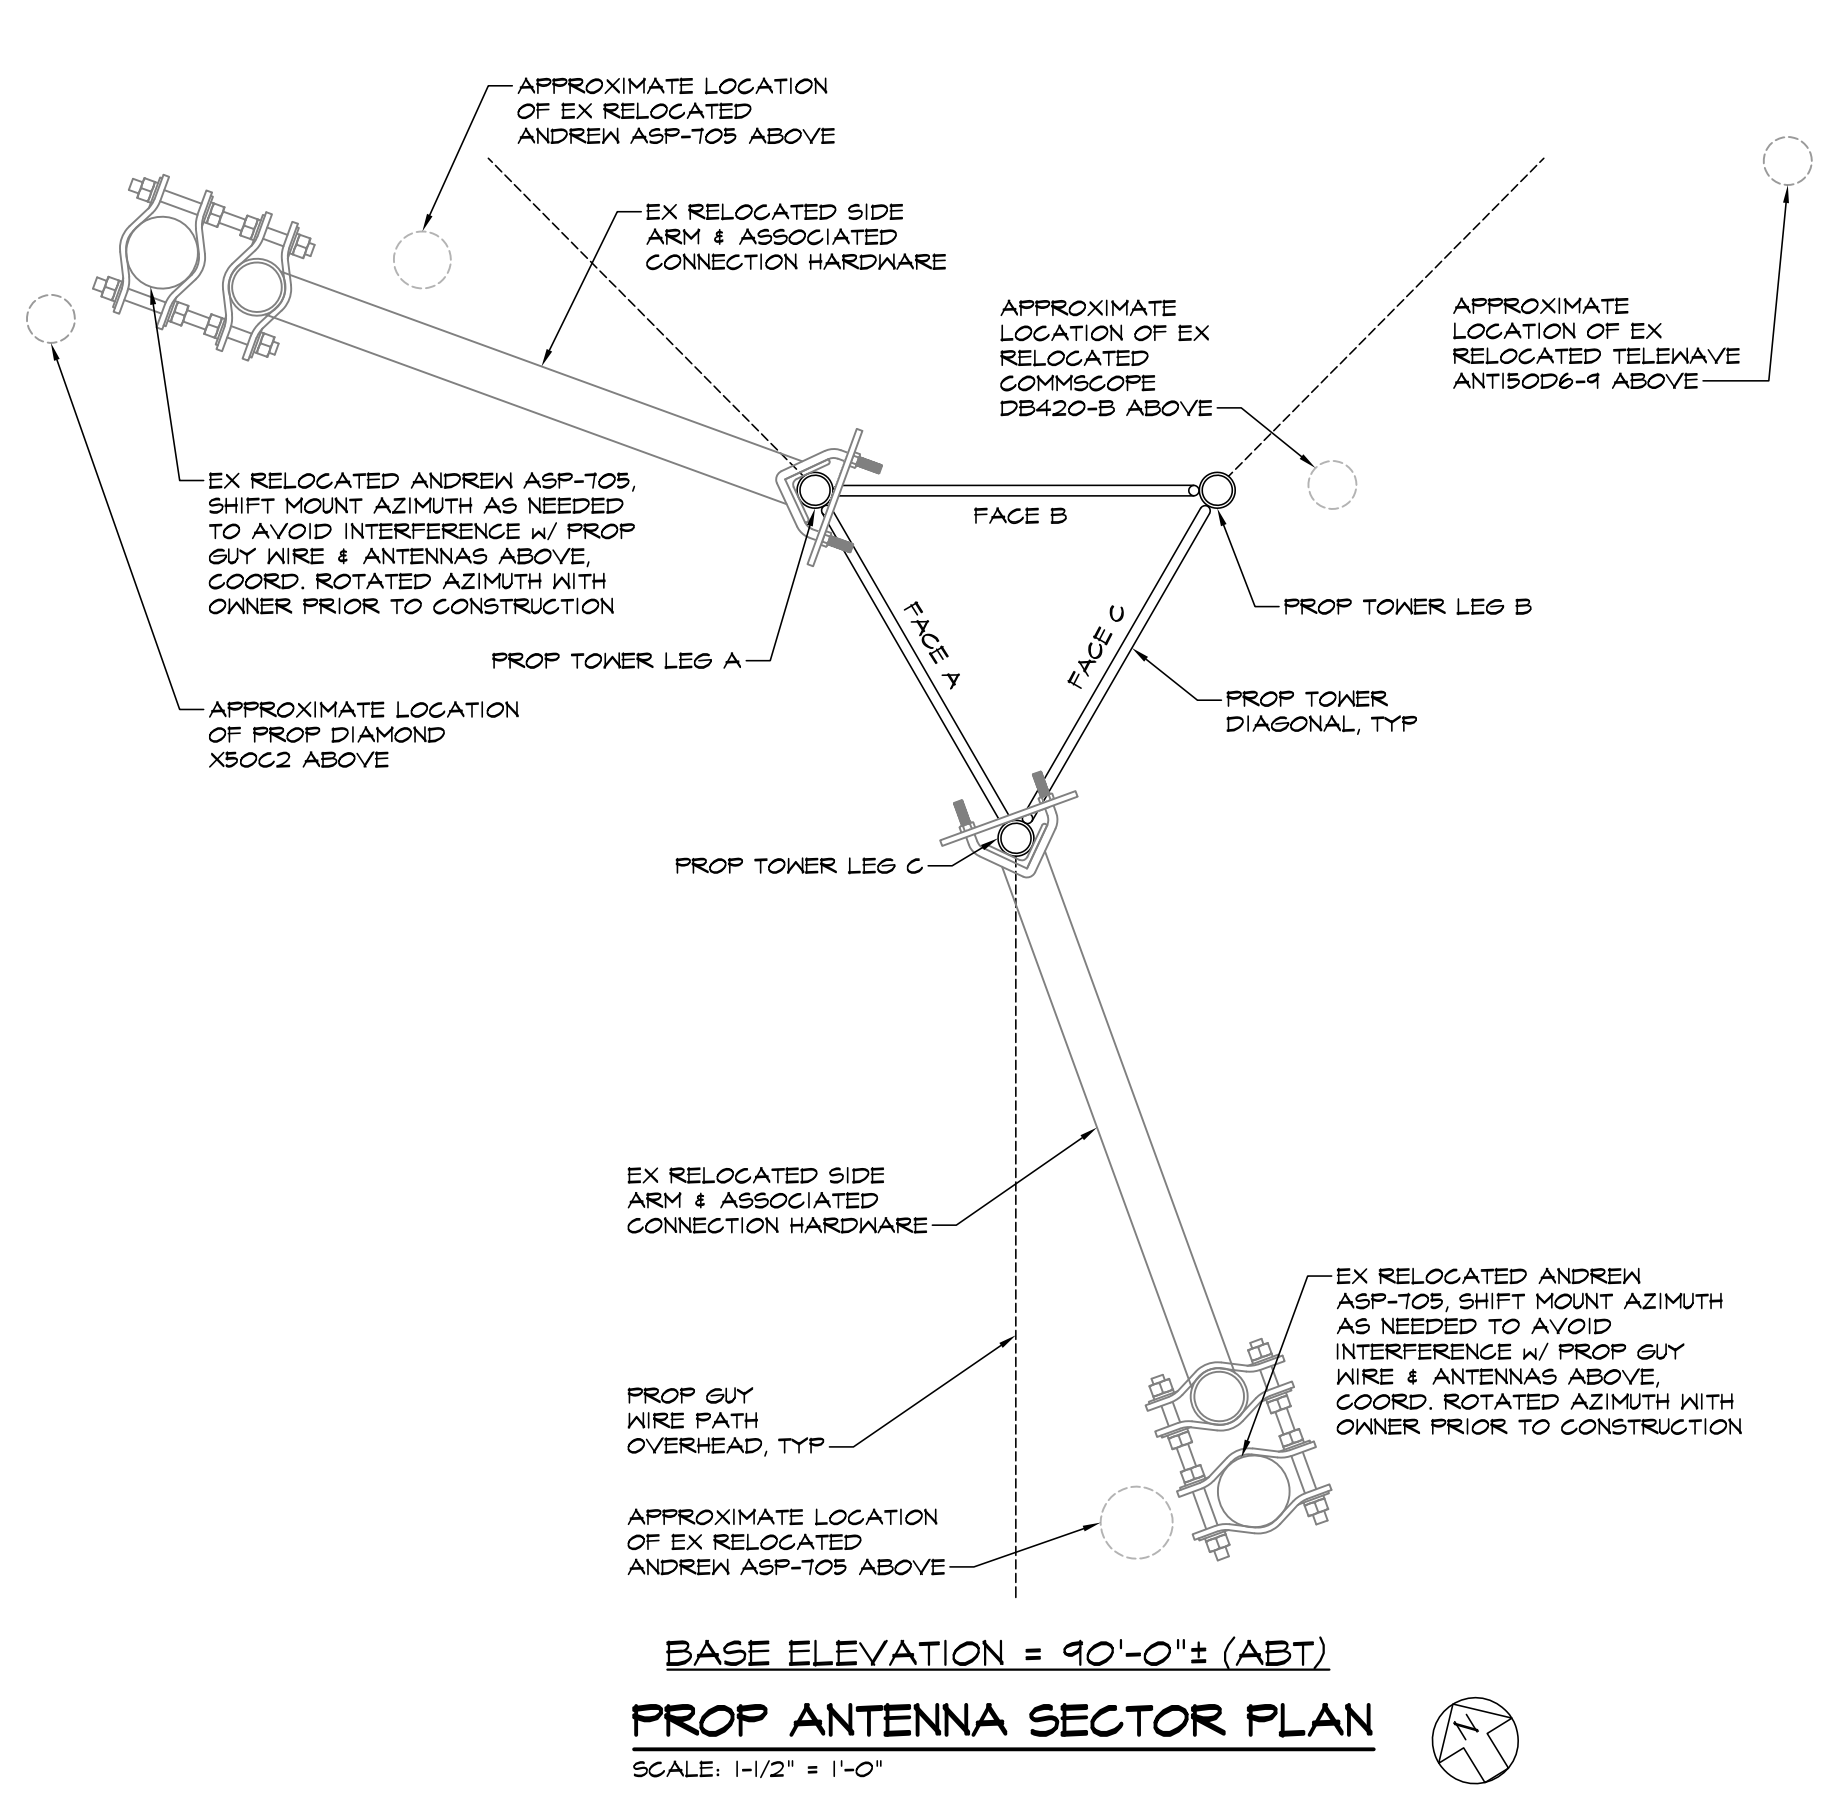 APPROXIMATE LOCATION
OF EX RELOCATED
ANDREW ASP-705 ABOVE
EX RELOCATED SIDE
ARM & ASSOCIATED
CONNECTION HARDWARE
APPROXIMATE
LOCATION OF EX
RELOCATED
COMMSCOPE
DB420-B ABOVE
APPROXIMATE
LOCATION OF EX
RELOCATED TELEWAVE
ANT150D6-9 ABOVE
EX RELOCATED ANDREW ASP-705,
SHIFT MOUNT AZIMUTH AS NEEDED
TO AVOID INTERFERENCE W/ PROP
GUY WIRE & ANTENNAS ABOVE,
COORD. ROTATED AZIMUTH WITH
OWNER PRIOR TO CONSTRUCTION
FACE B
FACE A
FACE C
PROP TOWER LEG B
PROP TOWER LEG A
PROP TOWER
DIAGONAL, TYP
APPROXIMATE LOCATION
OF PROP DIAMOND
X50C2 ABOVE
PROP TOWER LEG C
EX RELOCATED SIDE
ARM & ASSOCIATED
CONNECTION HARDWARE
EX RELOCATED ANDREW
ASP-705, SHIFT MOUNT AZIMUTH
AS NEEDED TO AVOID
INTERFERENCE W/ PROP GUY
WIRE & ANTENNAS ABOVE,
COORD. ROTATED AZIMUTH WITH
OWNER PRIOR TO CONSTRUCTION
PROP GUY
WIRE PATH
OVERHEAD, TYP
APPROXIMATE LOCATION
OF EX RELOCATED
ANDREW ASP-705 ABOVE
BASE ELEVATION = 90'-0"± (ABT)
PROP ANTENNA SECTOR PLAN
SCALE: 1-1/2" = 1'-0"
N